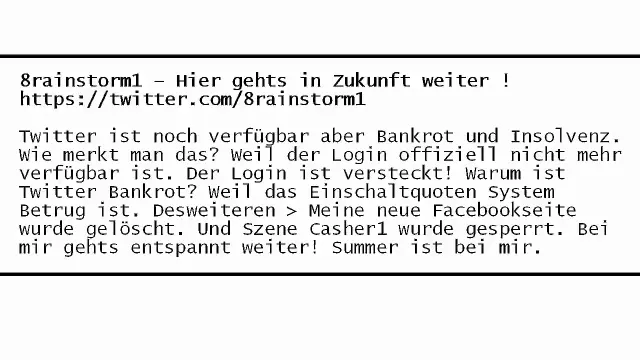 8rainstorm1 – Hier gehts in Zukunft weiter !
https://twitter.com/8rainstorm1
Twitter ist noch verfügbar aber Bankrot und Insolvenz.
Wie merkt man das? Weil der Login offiziell nicht mehr
verfügbar ist. Der Login ist versteckt! Warum ist
Twitter Bankrot? Weil das Einschaltquoten System
Betrug ist. Desweiteren > Meine neue Facebookseite
wurde gelöscht. Und Szene Casher1 wurde gesperrt. Bei
mir gehts entspannt weiter! Summer ist bei mir.